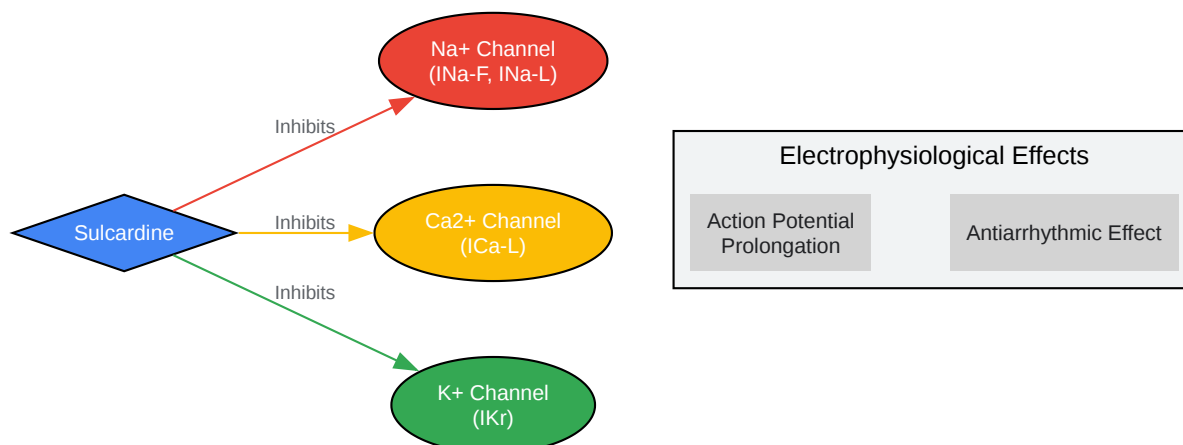 Na+ Channel
(INa-F, INa-L)
Inhibits
Electrophysiological Effects
Sulcardine
Inhibits
Ca2+ Channel
(ICa-L)
Action Potential
Prolongation
Antiarrhythmic Effect
Inhibits
K+ Channel
(IKr)